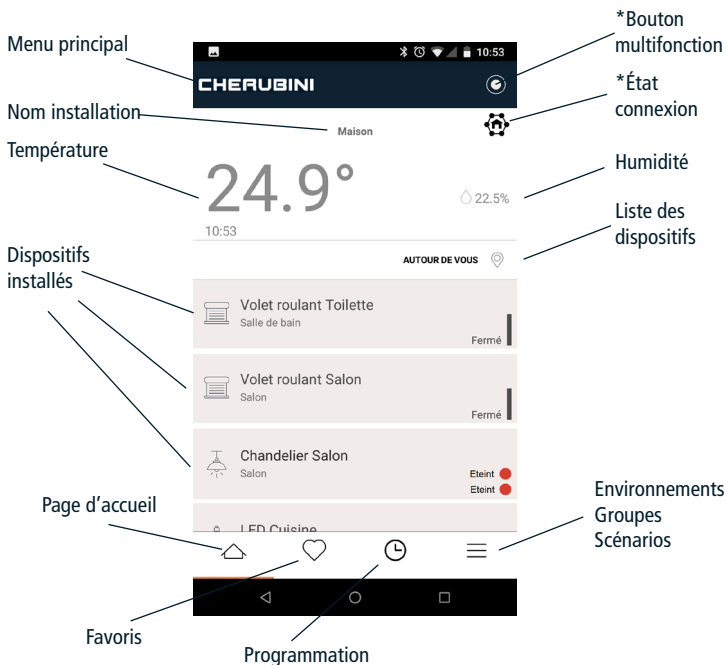 *Bouton
multifonction
Menu principal
10:53
CHERUBINI
*État
connexion
Nom installation
Maison
Température
24.9°
10:53
Humidité
22.5%
Liste des
dispositifs
AUTOUR DE VOUS
Dispositifs
installés
Volet roulant Toilette
Salle de bain
Fermé
Volet roulant Salon
Salon
Fermé
Chandelier Salon
Salon
Eteint
Eteint
LED Cuisine
Page d’accueil
Environnements
Groupes
Scénarios
Favoris
Programmation